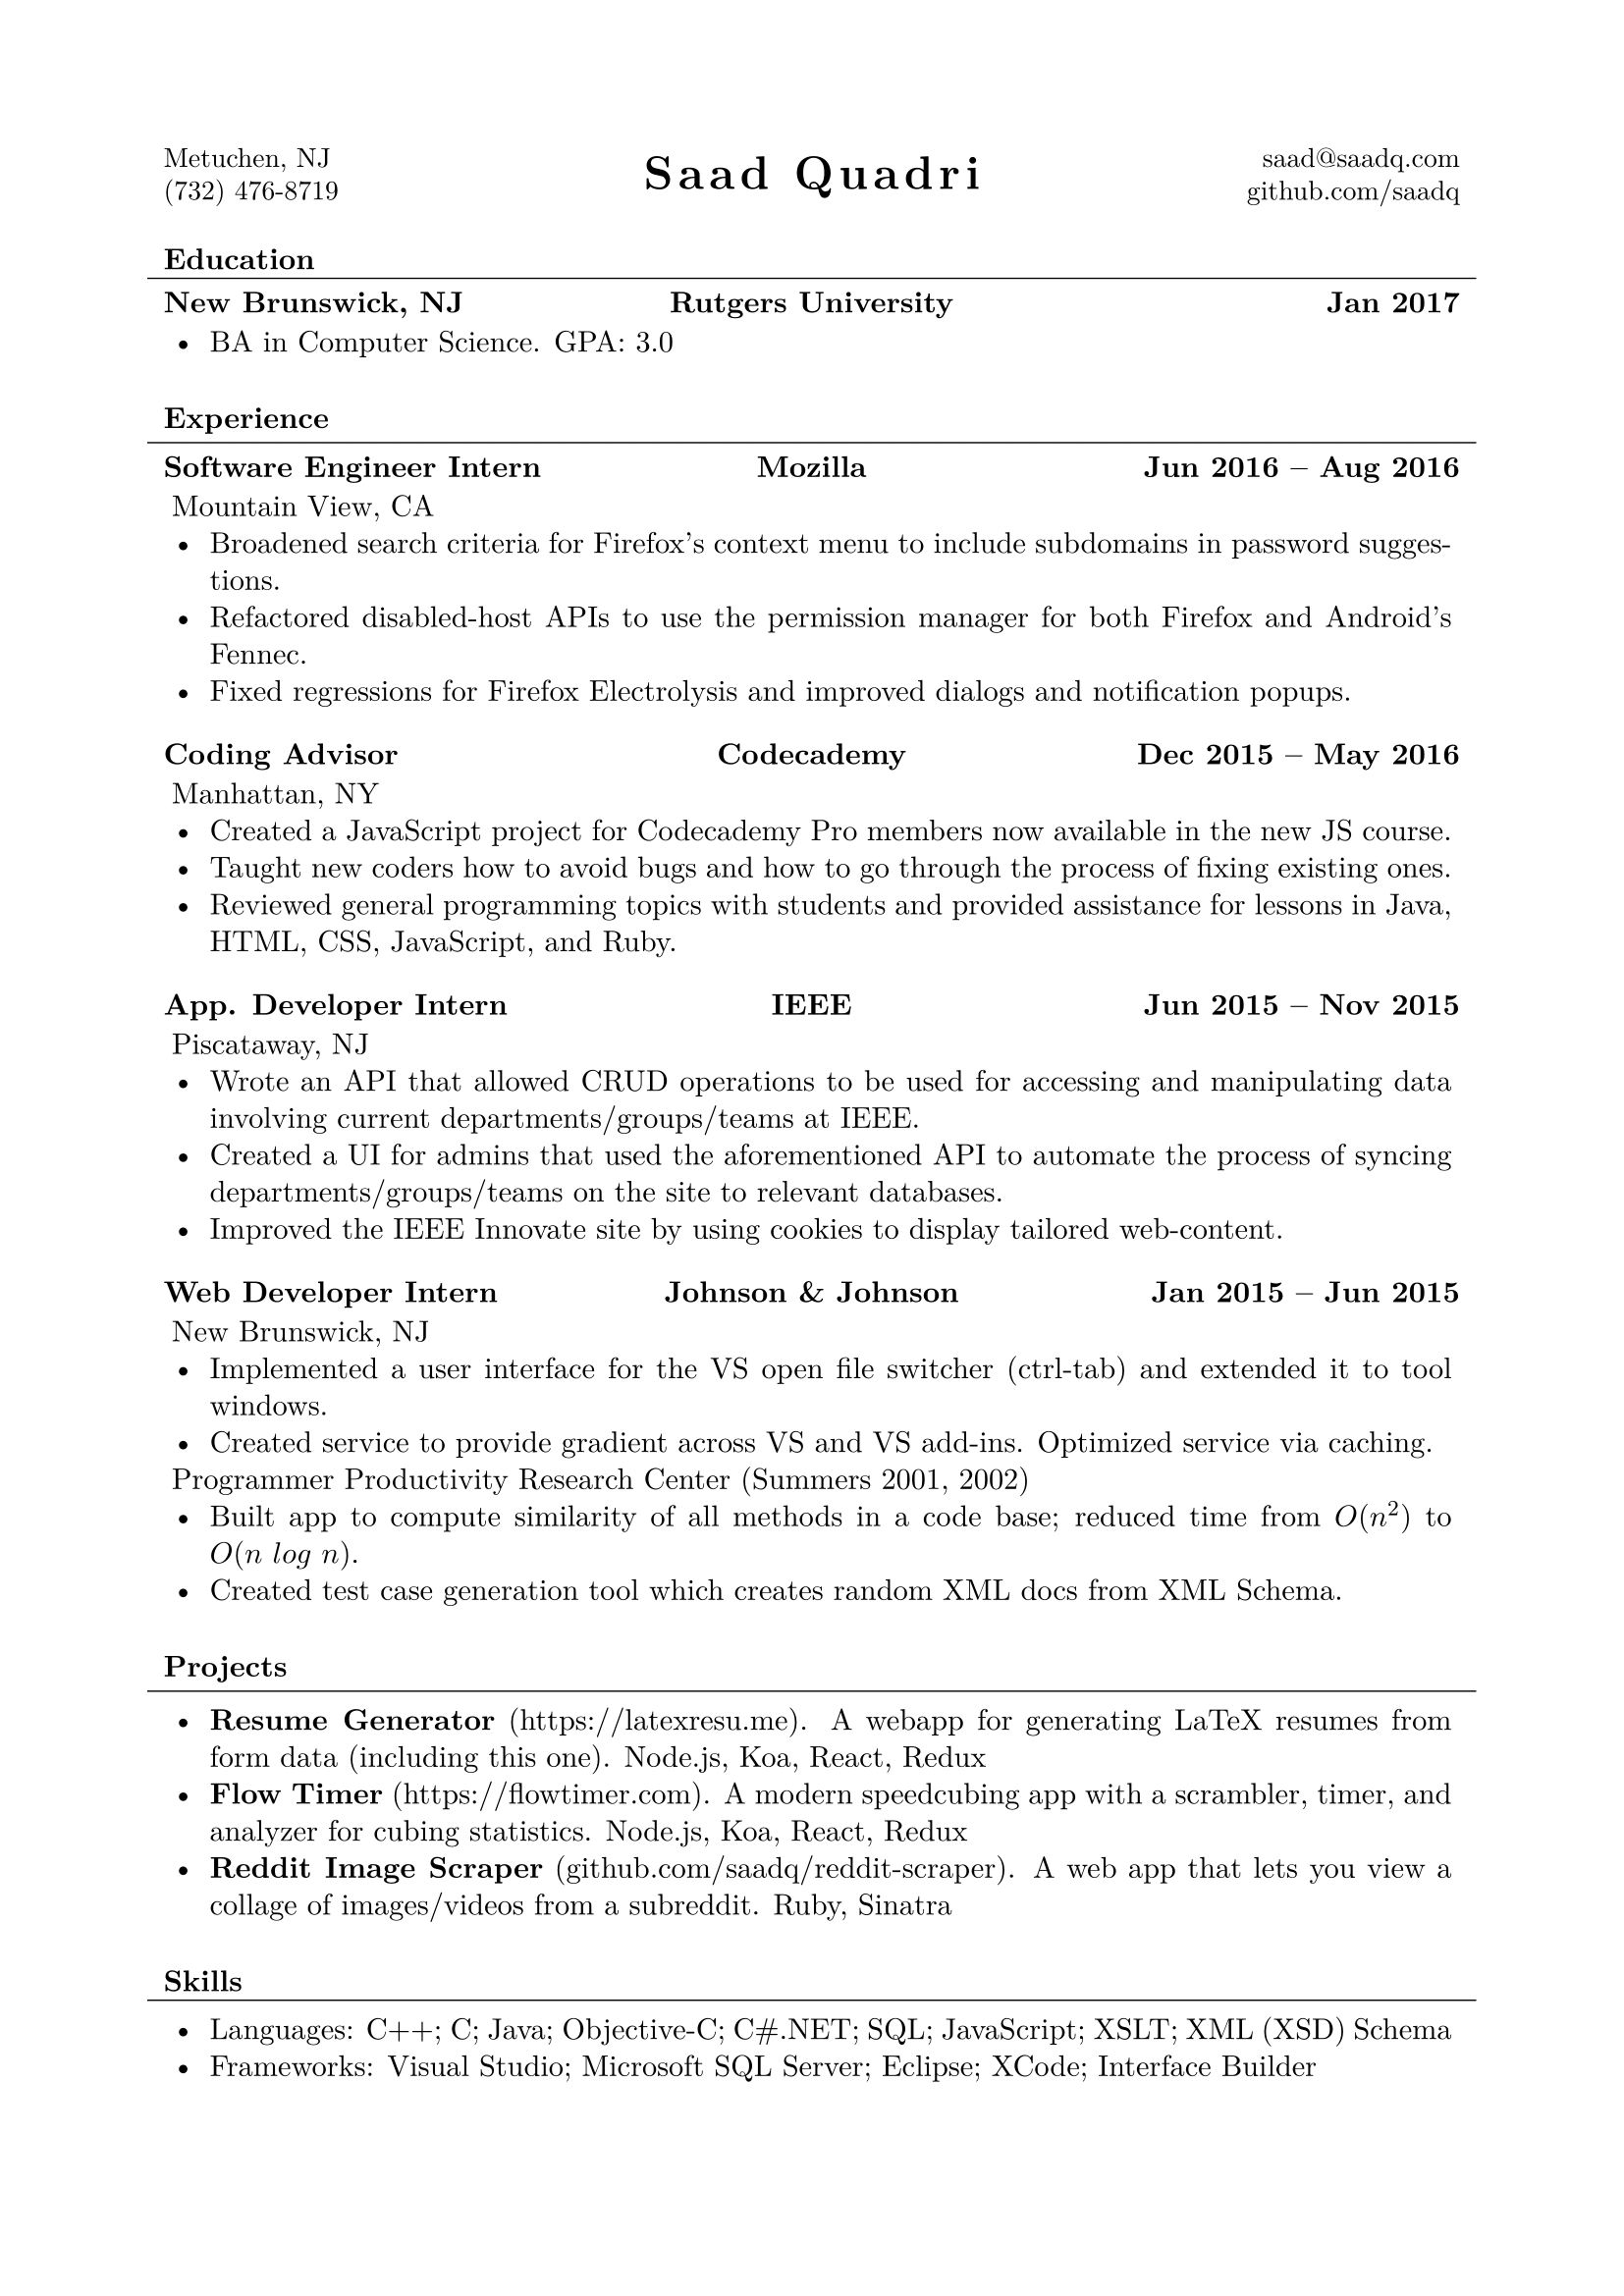 Metuchen, NJ
(732) 476-8719
Saad Quadri
saad@saadq.com
github.com/saadq
Education
New Brunswick, NJ Rutgers University Jan 2017
• BA in Computer Science. GPA: 3.0
Experience
Software Engineer Intern Mozilla Jun 2016 – Aug 2016
Mountain View, CA
• Broadened search criteria for Firefox's context menu to include subdomains in password sugges-
tions.
• Refactored disabled-host APIs to use the permission manager for both Firefox and Android's
Fennec.
• Fixed regressions for Firefox Electrolysis and improved dialogs and notification popups.
Coding Advisor Codecademy Dec 2015 – May 2016
Manhattan, NY
• Created a JavaScript project for Codecademy Pro members now available in the new JS course.
• Taught new coders how to avoid bugs and how to go through the process of fixing existing ones.
• Reviewed general programming topics with students and provided assistance for lessons in Java,
HTML, CSS, JavaScript, and Ruby.
App. Developer Intern IEEE Jun 2015 – Nov 2015
Piscataway, NJ
• Wrote an API that allowed CRUD operations to be used for accessing and manipulating data
involving current departments/groups/teams at IEEE.
• Created a UI for admins that used the aforementioned API to automate the process of syncing
departments/groups/teams on the site to relevant databases.
• Improved the IEEE Innovate site by using cookies to display tailored web-content.
Web Developer Intern Johnson & Johnson Jan 2015 – Jun 2015
New Brunswick, NJ
• Implemented a user interface for the VS open file switcher (ctrl-tab) and extended it to tool
windows.
• Created service to provide gradient across VS and VS add-ins. Optimized service via caching.
Programmer Productivity Research Center (Summers 2001, 2002)
• Built app to compute similarity of all methods in a code base; reduced time from O(n²) to
O(n log n).
• Created test case generation tool which creates random XML docs from XML Schema.
Projects
• Resume Generator (https://latexresu.me). A webapp for generating LaTeX resumes from
form data (including this one). Node.js, Koa, React, Redux
• Flow Timer (https://flowtimer.com). A modern speedcubing app with a scrambler, timer, and
analyzer for cubing statistics. Node.js, Koa, React, Redux
• Reddit Image Scraper (github.com/saadq/reddit-scraper). A web app that lets you view a
collage of images/videos from a subreddit. Ruby, Sinatra
Skills
• Languages: C++; C; Java; Objective-C; C#.NET; SQL; JavaScript; XSLT; XML (XSD) Schema
• Frameworks: Visual Studio; Microsoft SQL Server; Eclipse; XCode; Interface Builder